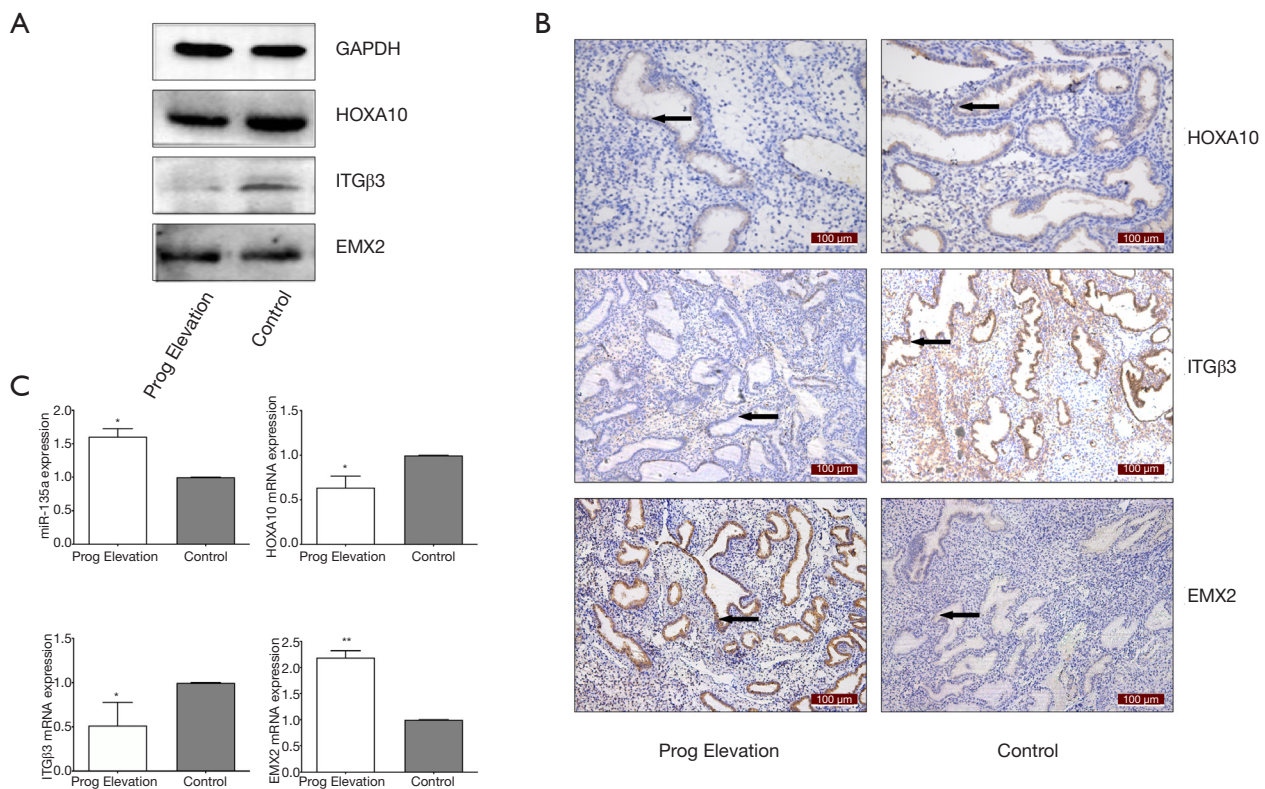 A
GAPDH
HOXA10
ITGβ3
EMX2
Prog Elevation
Control
B
HOXA10
100 µm
100 µm
ITGβ3
100 µm
100 µm
EMX2
100 µm
100 µm
Prog Elevation
Control
C
miR-135a expression
2.0
1.5
1.0
0.5
0.0
*
Prog Elevation
Control
HOXA10 mRNA expression
1.5
1.0
0.5
0.0
*
Prog Elevation
Control
ITGβ3 mRNA expression
1.5
1.0
0.5
0.0
*
Prog Elevation
Control
EMX2 mRNA expression
2.5
2.0
1.5
1.0
0.5
0.0
**
Prog Elevation
Control